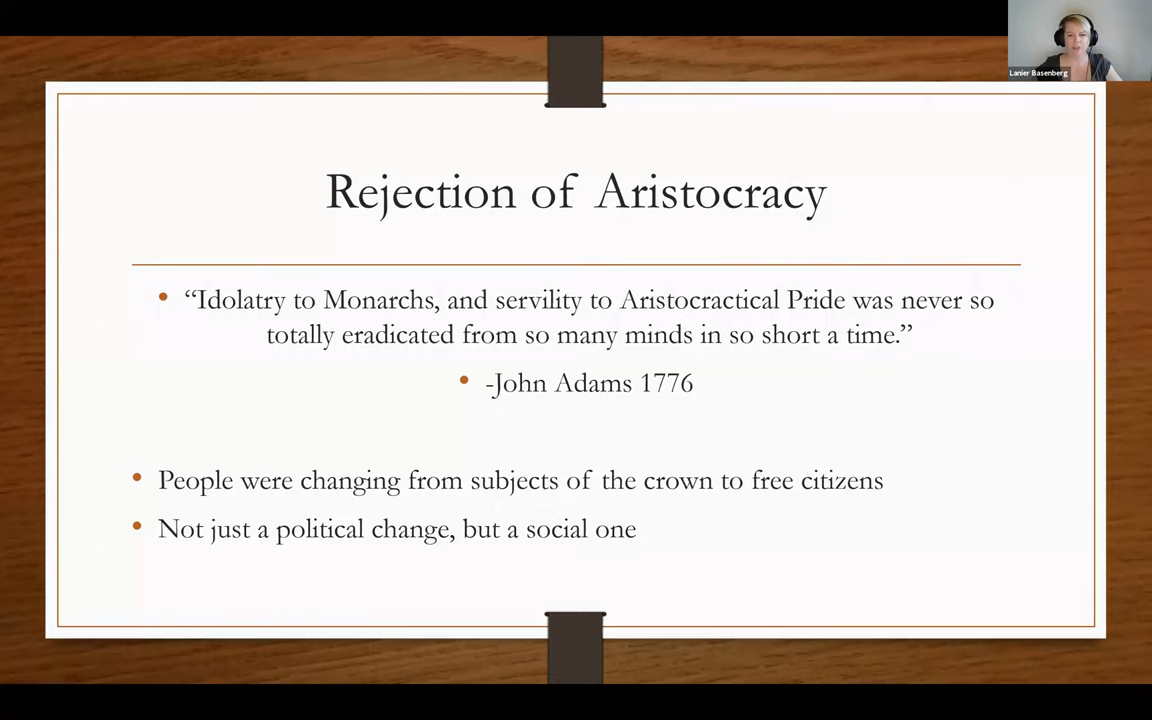 Lanier Basenberg
Rejection of Aristocracy
• “Idolatry to Monarchs, and servility to Aristocractical Pride was never so
totally eradicated from so many minds in so short a time.”
• -John Adams 1776
• People were changing from subjects of the crown to free citizens
• Not just a political change, but a social one